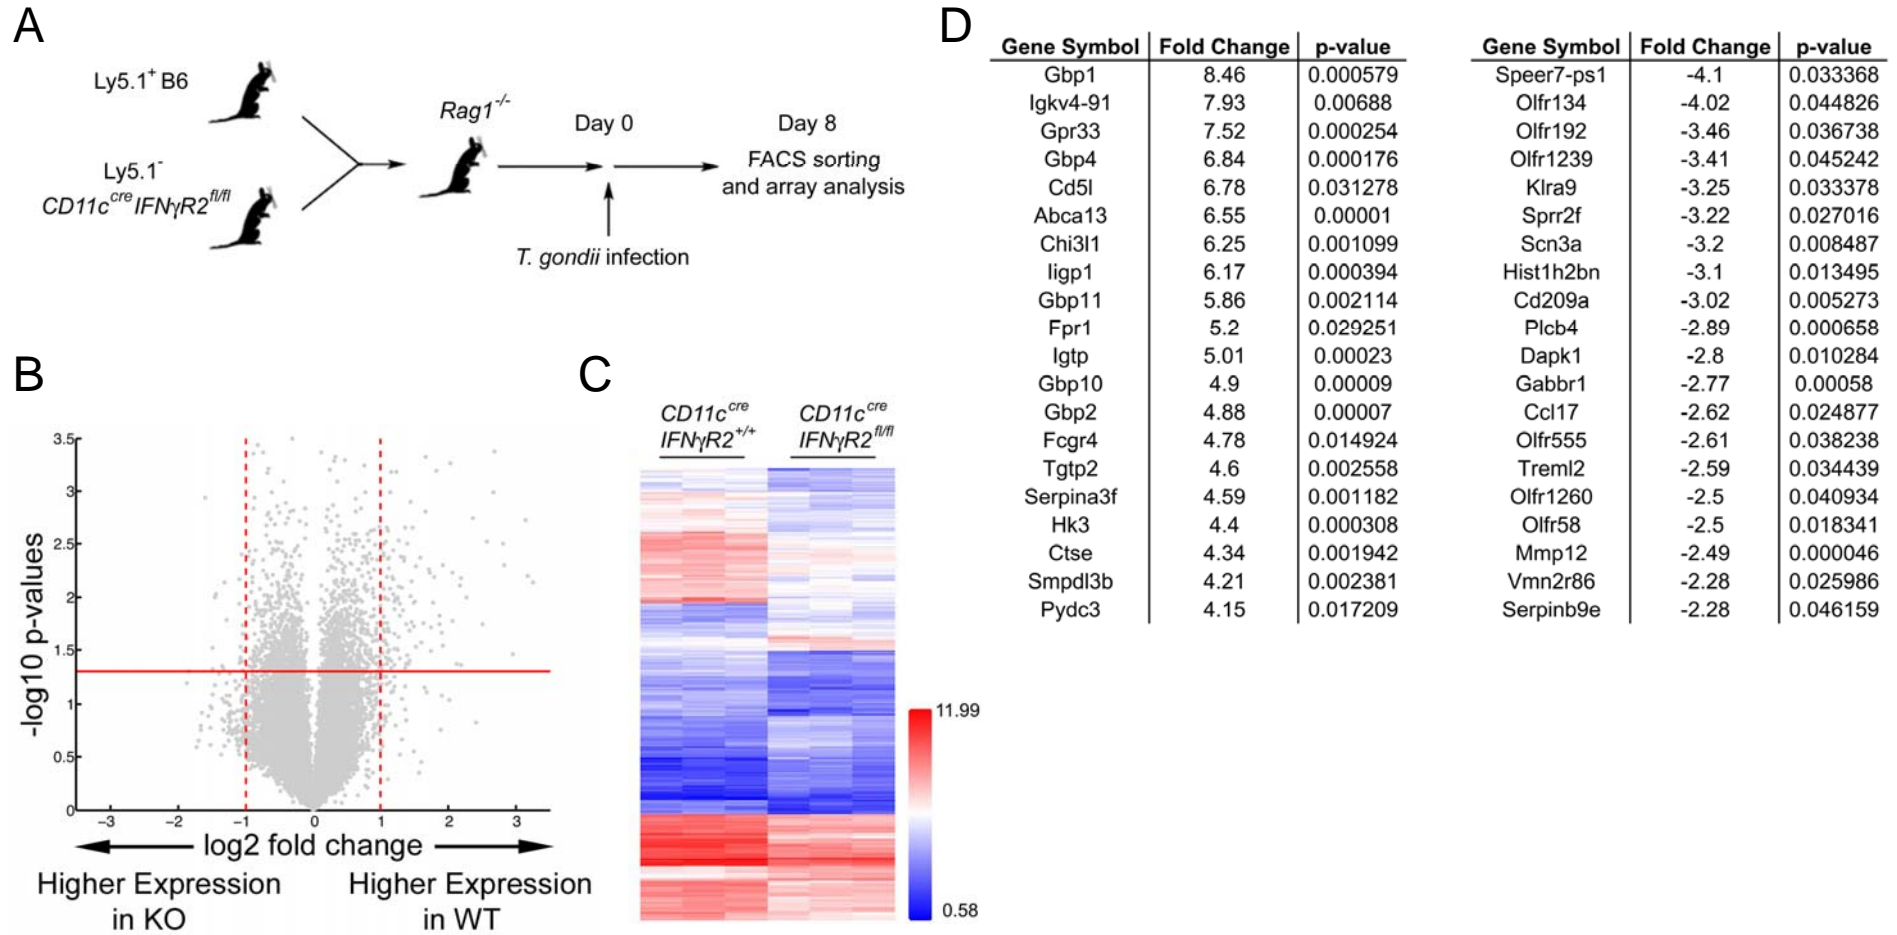 A
Ly5.1+ B6
Ly5.1-
CD11ccreIFNγR2fl/fl
Rag1-/-
Day 0
T. gondii infection
Day 8
FACS sorting
and array analysis
B
-log10 p-values
3.5
3
2.5
2
1.5
1
0.5
0
−3 −2 −1 0 1 2 3
log2 fold change
Higher Expression
in KO
Higher Expression
in WT
C
CD11ccre
IFNγR2+/+
CD11ccre
IFNγR2fl/fl
11.99
0.58
D
Gene Symbol Fold Change p-value
Gbp1 8.46 0.000579
Igkv4-91 7.93 0.00688
Gpr33 7.52 0.000254
Gbp4 6.84 0.000176
Cd5l 6.78 0.031278
Abca13 6.55 0.00001
Chi3l1 6.25 0.001099
Iigp1 6.17 0.000394
Gbp11 5.86 0.002114
Fpr1 5.2 0.029251
Igtp 5.01 0.00023
Gbp10 4.9 0.00009
Gbp2 4.88 0.00007
Fcgr4 4.78 0.014924
Tgtp2 4.6 0.002558
Serpina3f 4.59 0.001182
Hk3 4.4 0.000308
Ctse 4.34 0.001942
Smpdl3b 4.21 0.002381
Pydc3 4.15 0.017209
Gene Symbol Fold Change p-value
Speer7-ps1 -4.1 0.033368
Olfr134 -4.02 0.044826
Olfr192 -3.46 0.036738
Olfr1239 -3.41 0.045242
Klra9 -3.25 0.033378
Sprr2f -3.22 0.027016
Scn3a -3.2 0.008487
Hist1h2bn -3.1 0.013495
Cd209a -3.02 0.005273
Plcb4 -2.89 0.000658
Dapk1 -2.8 0.010284
Gabbr1 -2.77 0.00058
Ccl17 -2.62 0.024877
Olfr555 -2.61 0.038238
Treml2 -2.59 0.034439
Olfr1260 -2.5 0.040934
Olfr58 -2.5 0.018341
Mmp12 -2.49 0.000046
Vmn2r86 -2.28 0.025986
Serpinb9e -2.28 0.046159